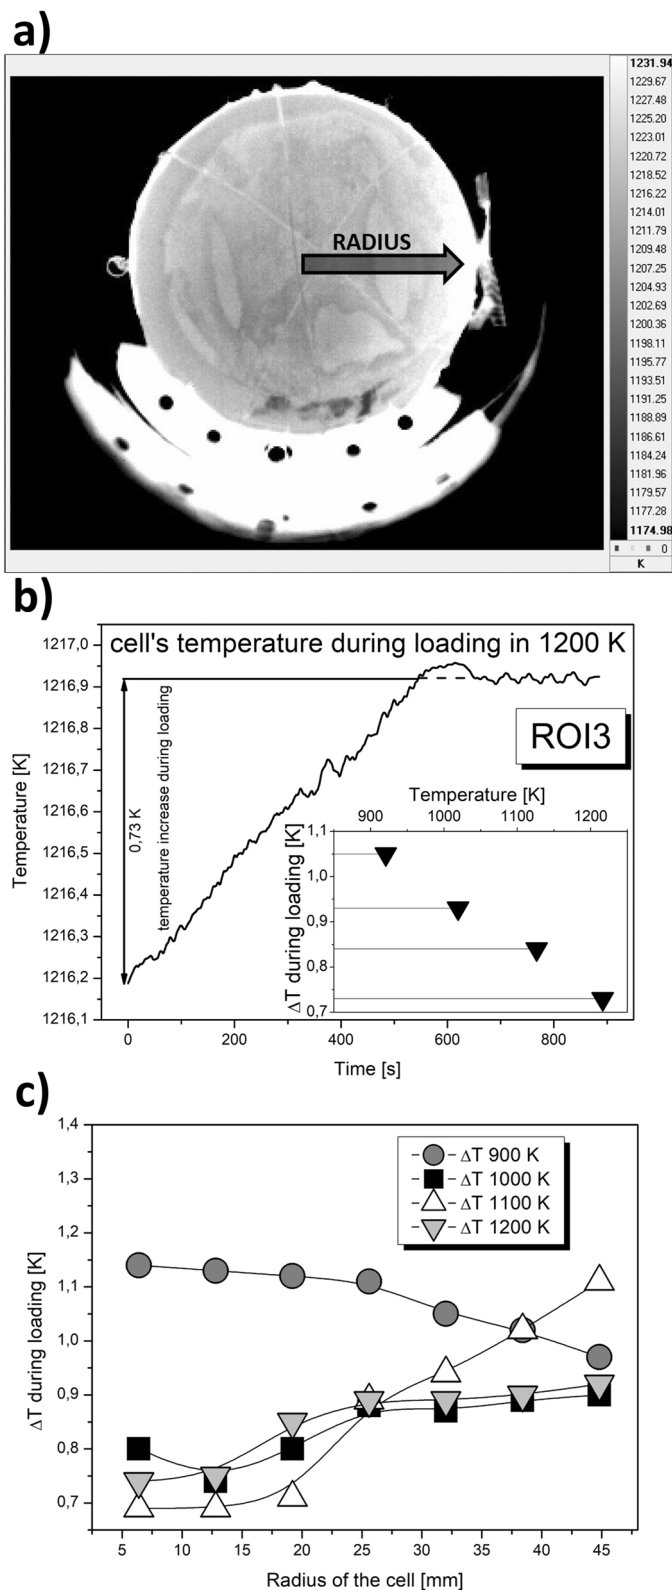 a)
1231.94
1229.67
1227.48
1225.20
1223.01
1220.72
1218.52
1216.22
1214.01
1211.79
1209.48
1207.25
1204.93
1202.69
1200.36
1198.11
1195.77
1193.51
1191.25
1188.89
1186.61
1184.24
1181.96
1179.57
1177.28
1174.98
0
K
RADIUS
b)
cell's temperature during loading in 1200 K
1217,0
1216,9
1216,8
1216,7
1216,6
1216,5
1216,4
1216,3
1216,2
1216,1
Temperature [K]
0,73 K
temperature increase during loading
ROI3
Temperature [K]
900 1000 1100 1200
1,1
1,0
0,9
0,8
0,7
ΔT during loading [K]
0 200 400 600 800
Time [s]
c)
1,4
1,3
1,2
1,1
1,0
0,9
0,8
0,7
ΔT during loading [K]
ΔT 900 K
ΔT 1000 K
ΔT 1100 K
ΔT 1200 K
5 10 15 20 25 30 35 40 45
Radius of the cell [mm]